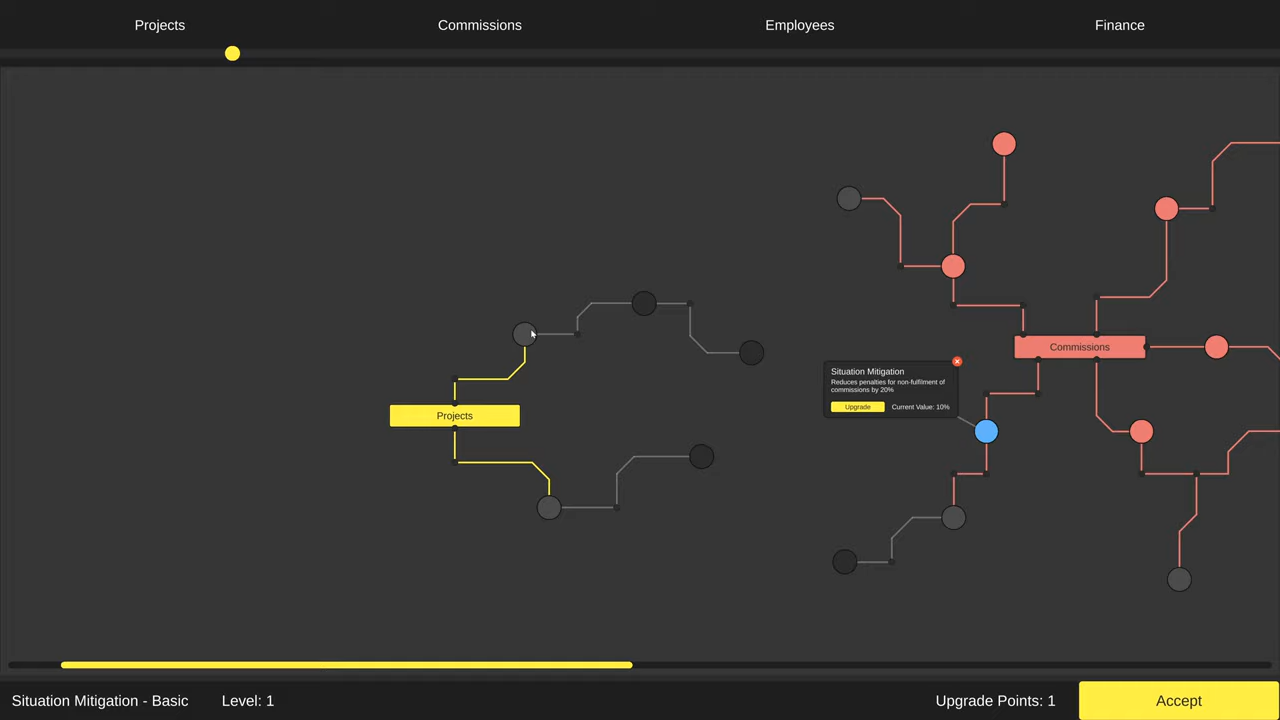 Projects
Commissions
Employees
Finance
Commissions
Situation Mitigation
Reduces penalties for non-fulfilment of
commissions by 20%
Upgrade
Current Value: 10%
Projects
Situation Mitigation - Basic
Level: 1
Upgrade Points: 1
Accept